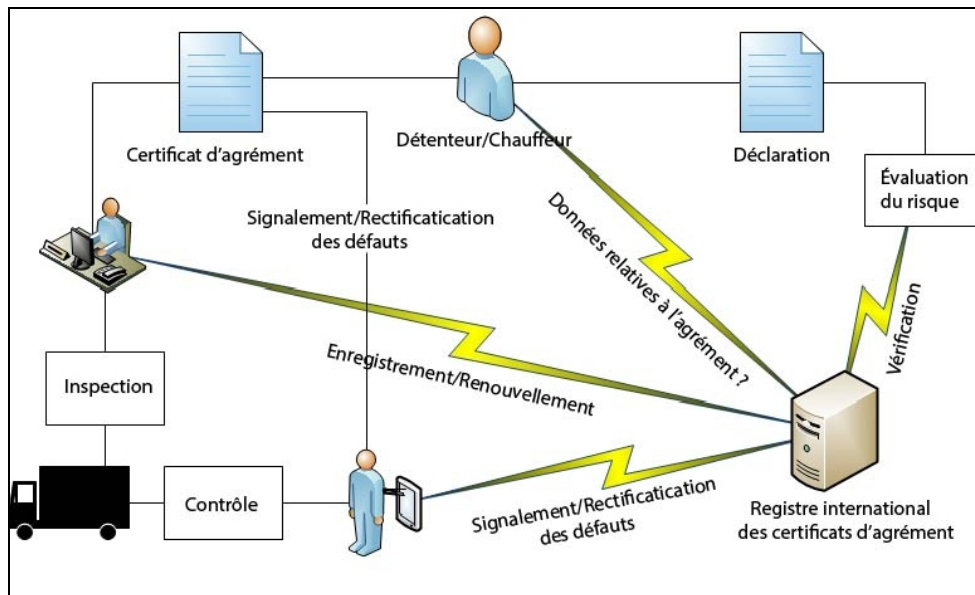 Certificat d'agrément
Détenteur/Chauffeur
Déclaration
Évaluation
du risque
Signalement/Rectificatication
des défauts
Données relatives à l'agrément ?
Vérification
Enregistrement/Renouvellement
Inspection
Contrôle
Signalement/Rectificatication
des défauts
Registre international
des certificats d'agrément